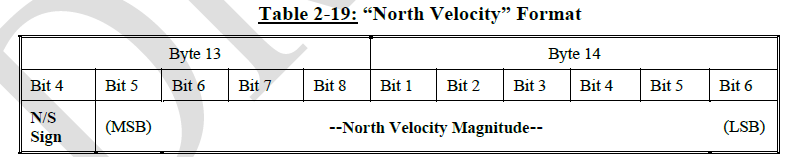 Table 2-19: “North Velocity” Format
Byte 13 Byte 14
Bit 4 Bit 5 Bit 6 Bit 7 Bit 8 Bit 1 Bit 2 Bit 3 Bit 4 Bit 5 Bit 6
N/S
Sign (MSB) --North Velocity Magnitude-- (LSB)